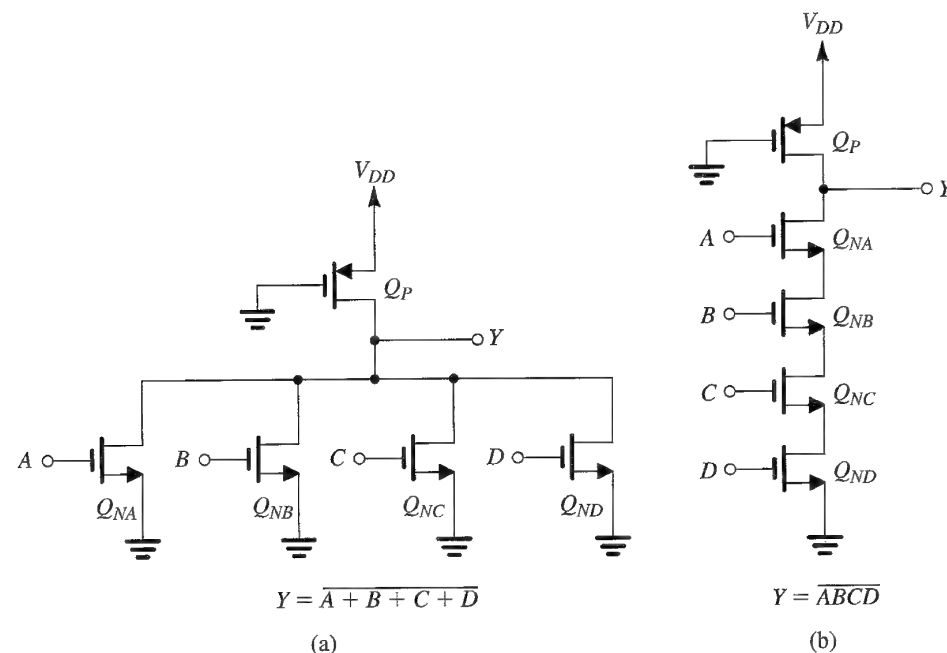 V_DD
Q_P
Y
A
Q_NA
B
Q_NB
C
Q_NC
D
Q_ND
Y = \overline{A + B + C + D}
(a)
V_DD
Q_P
Y
A
Q_NA
B
Q_NB
C
Q_NC
D
Q_ND
Y = \overline{ABCD}
(b)